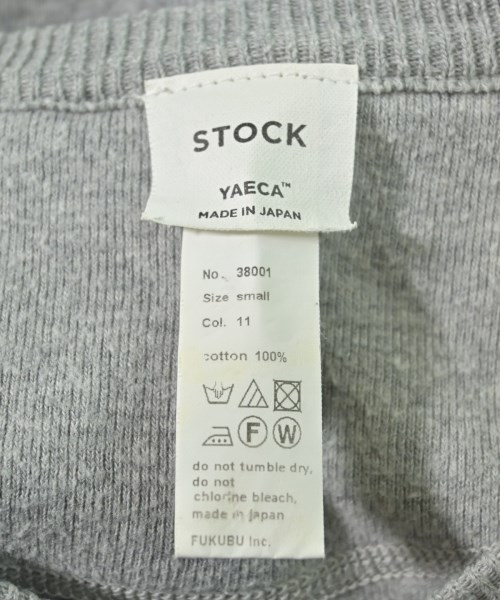 STOCK
YAECA™
MADE IN JAPAN
No. 38001
Size small
Col. 11
cotton 100%
F W
do not tumble dry,
do not
chlorine bleach,
made in japan
FUKUBU Inc.